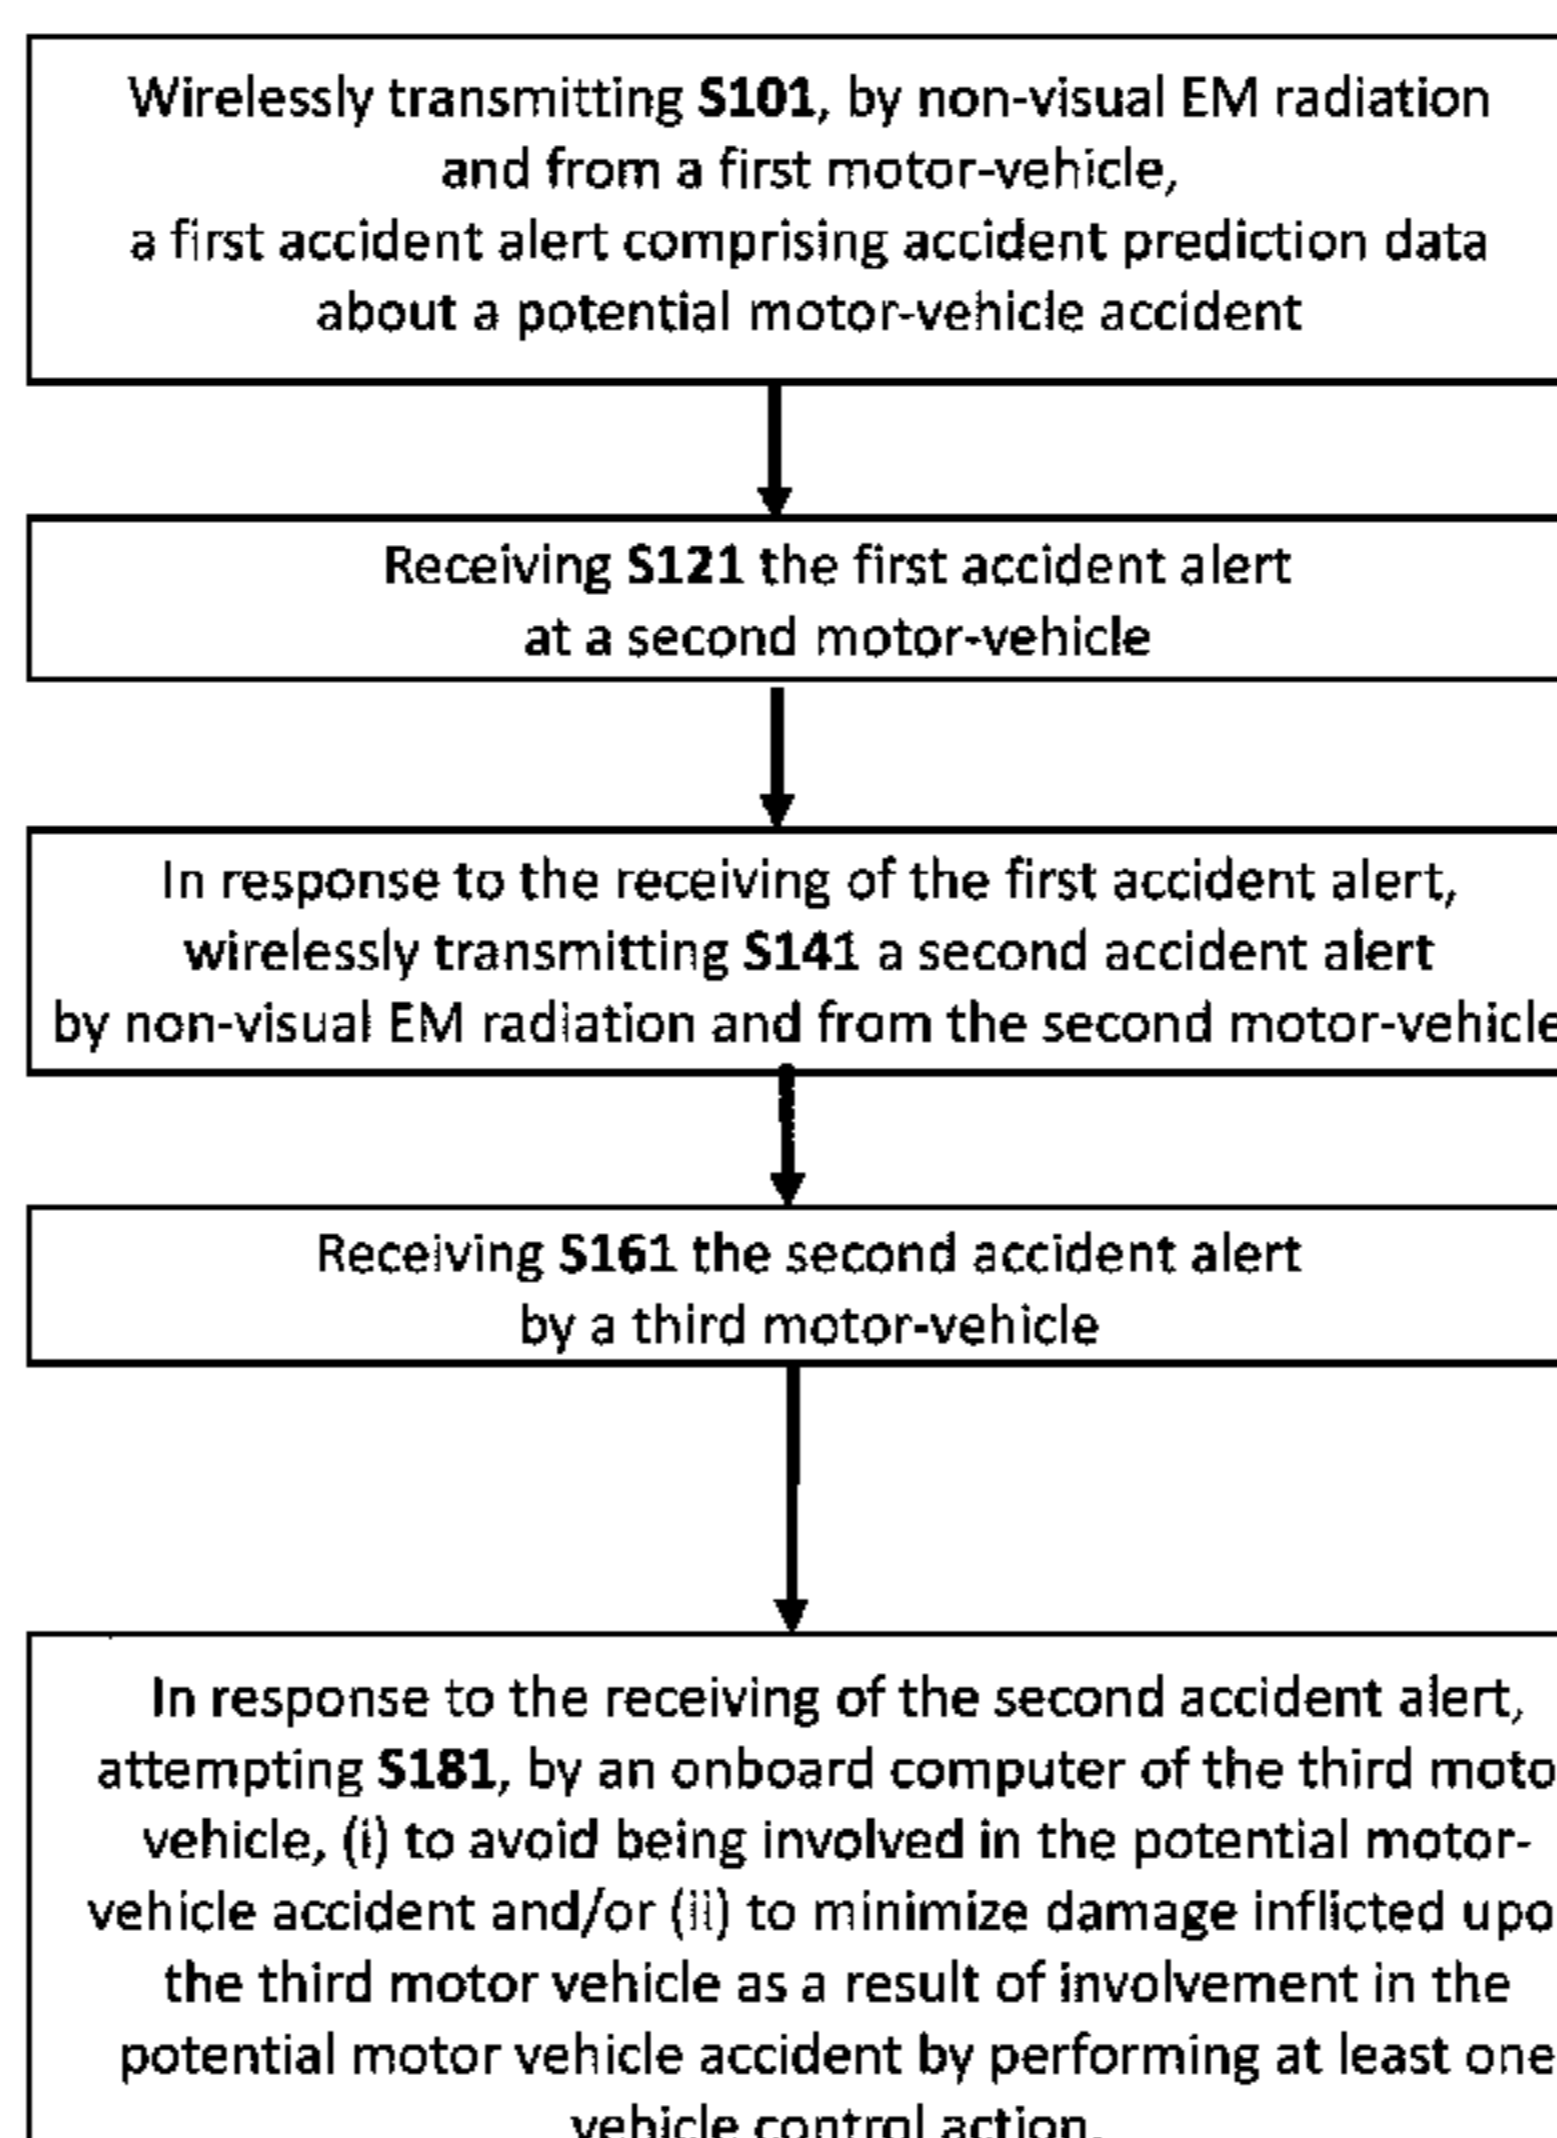 Wirelessly transmitting S101, by non-visual EM radiation
and from a first motor-vehicle,
a first accident alert comprising accident prediction data
about a potential motor-vehicle accident
Receiving S121 the first accident alert
at a second motor-vehicle
In response to the receiving of the first accident alert,
wirelessly transmitting S141 a second accident alert
by non-visual EM radiation and from the second motor-vehicle
Receiving S161 the second accident alert
by a third motor-vehicle
In response to the receiving of the second accident alert,
attempting S181, by an onboard computer of the third moto
vehicle, (i) to avoid being involved in the potential motor-
vehicle accident and/or (ii) to minimize damage inflicted upo
the third motor vehicle as a result of involvement in the
potential motor vehicle accident by performing at least one
vehicle control action.